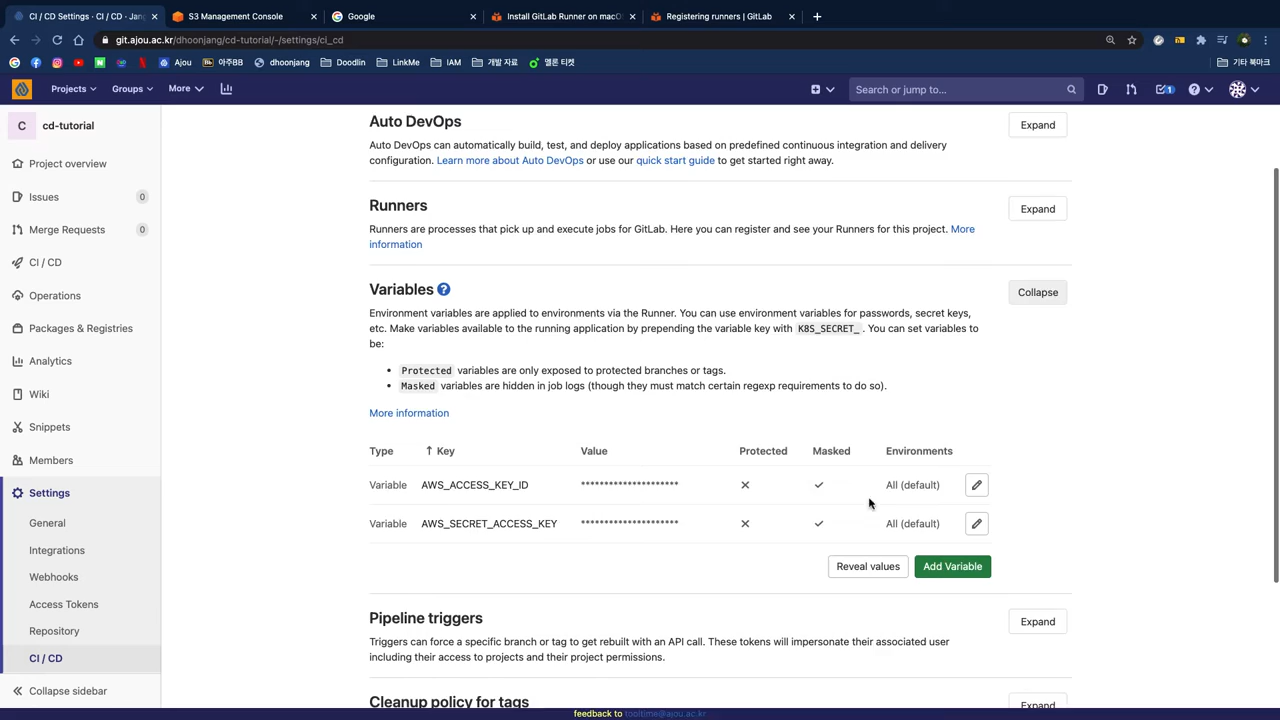 CI / CD Settings · CI / CD · Jang
S3 Management Console
Google
Install GitLab Runner on macO
Registering runners | GitLab
git.ajou.ac.kr/dhoonjang/cd-tutorial/-/settings/ci_cd
Ajou
아주BB
dhoonjang
Doodlin
LinkMe
IAM
개발 자료
멜론 티켓
기타 북마크
Projects
Groups
More
Search or jump to...
1
C
cd-tutorial
Project overview
Issues
0
Merge Requests
0
CI / CD
Operations
Packages & Registries
Analytics
Wiki
Snippets
Members
Settings
General
Integrations
Webhooks
Access Tokens
Repository
CI / CD
Collapse sidebar
Auto DevOps
Expand
Auto DevOps can automatically build, test, and deploy applications based on predefined continuous integration and delivery
configuration. Learn more about Auto DevOps or use our quick start guide to get started right away.
Runners
Expand
Runners are processes that pick up and execute jobs for GitLab. Here you can register and see your Runners for this project. More
information
Variables
Collapse
Environment variables are applied to environments via the Runner. You can use environment variables for passwords, secret keys,
etc. Make variables available to the running application by prepending the variable key with K8S_SECRET_. You can set variables to
be:
• Protected variables are only exposed to protected branches or tags.
• Masked variables are hidden in job logs (though they must match certain regexp requirements to do so).
More information
Type ↑ Key Value Protected Masked Environments
Variable AWS_ACCESS_KEY_ID ********************* All (default)
Variable AWS_SECRET_ACCESS_KEY ********************* All (default)
Reveal values
Add Variable
Pipeline triggers
Expand
Triggers can force a specific branch or tag to get rebuilt with an API call. These tokens will impersonate their associated user
including their access to projects and their project permissions.
Cleanup policy for tags
Expand
feedback to tooltime@ajou.ac.kr